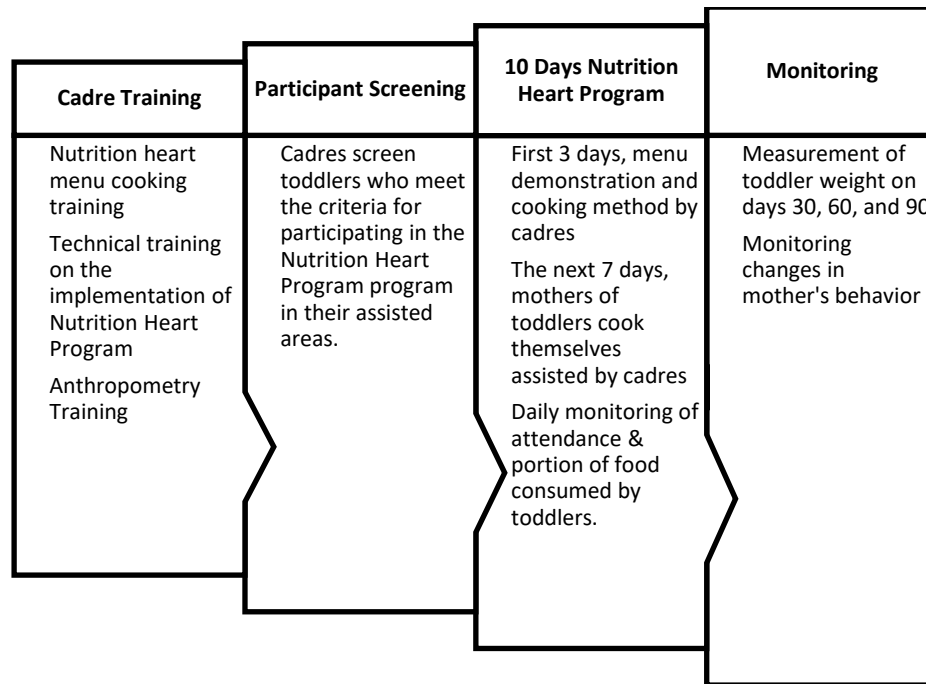 Cadre Training
Nutrition heart
menu cooking
training
Technical training
on the
implementation of
Nutrition Heart
Program
Anthropometry
Training
Participant Screening
Cadres screen
toddlers who meet
the criteria for
participating in the
Nutrition Heart
Program program
in their assisted
areas.
10 Days Nutrition
Heart Program
First 3 days, menu
demonstration and
cooking method by
cadres
The next 7 days,
mothers of
toddlers cook
themselves
assisted by cadres
Daily monitoring of
attendance &
portion of food
consumed by
toddlers.
Monitoring
Measurement of
toddler weight on
days 30, 60, and 90
Monitoring
changes in
mother's behavior